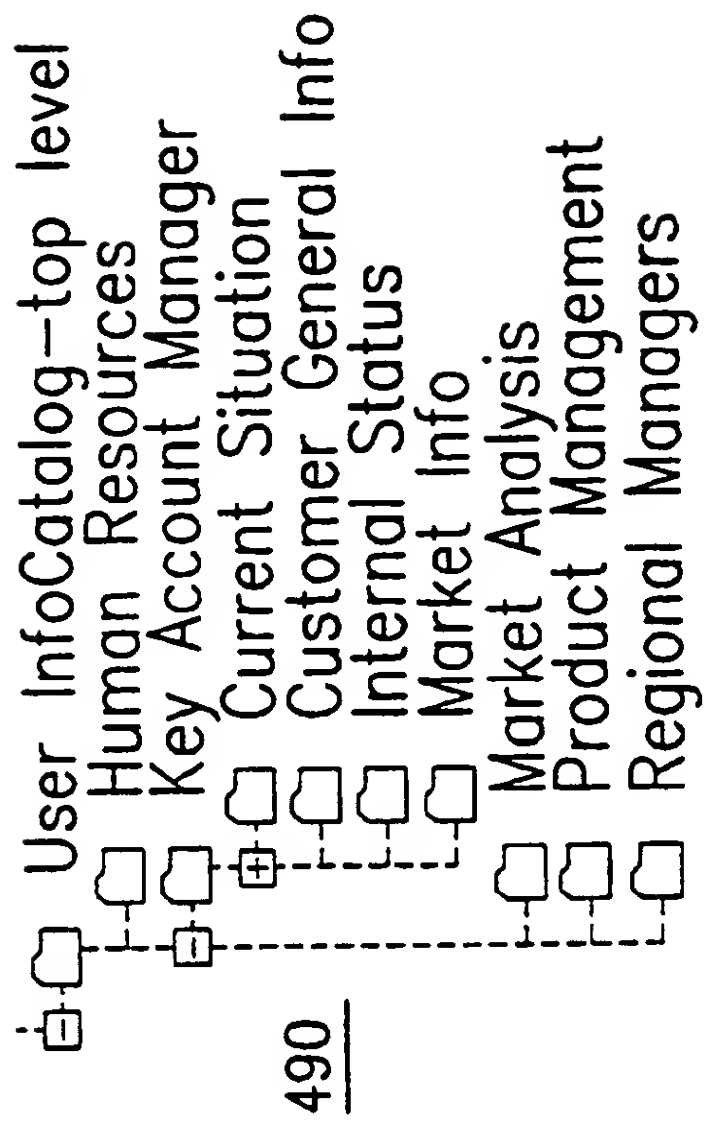 User InfoCatalog-top level
Human Resources
Key Account Manager
Current Situation
Customer General Info
Internal Status
Market Info
Market Analysis
Product Management
Regional Managers
490